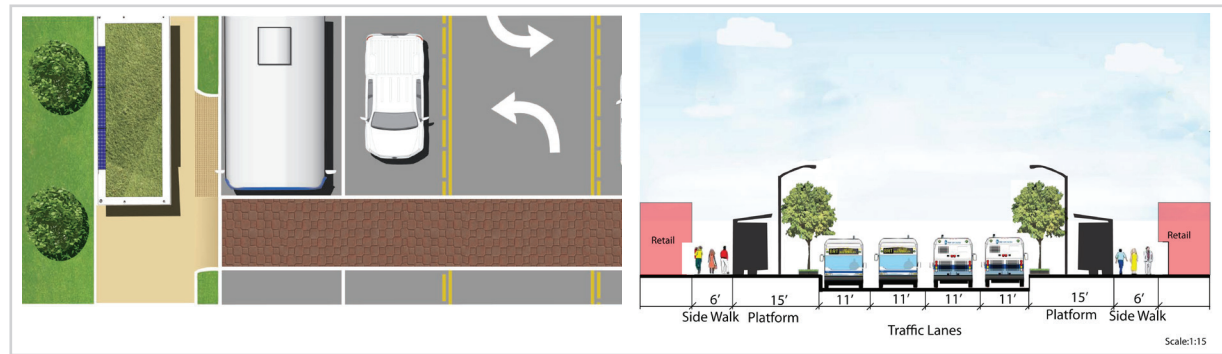 Retail
Retail
6’ 15’ 11’ 11’ 11’ 11’ 15’ 6’
Side Walk Platform Platform Side Walk
Traffic Lanes
Scale:1:15